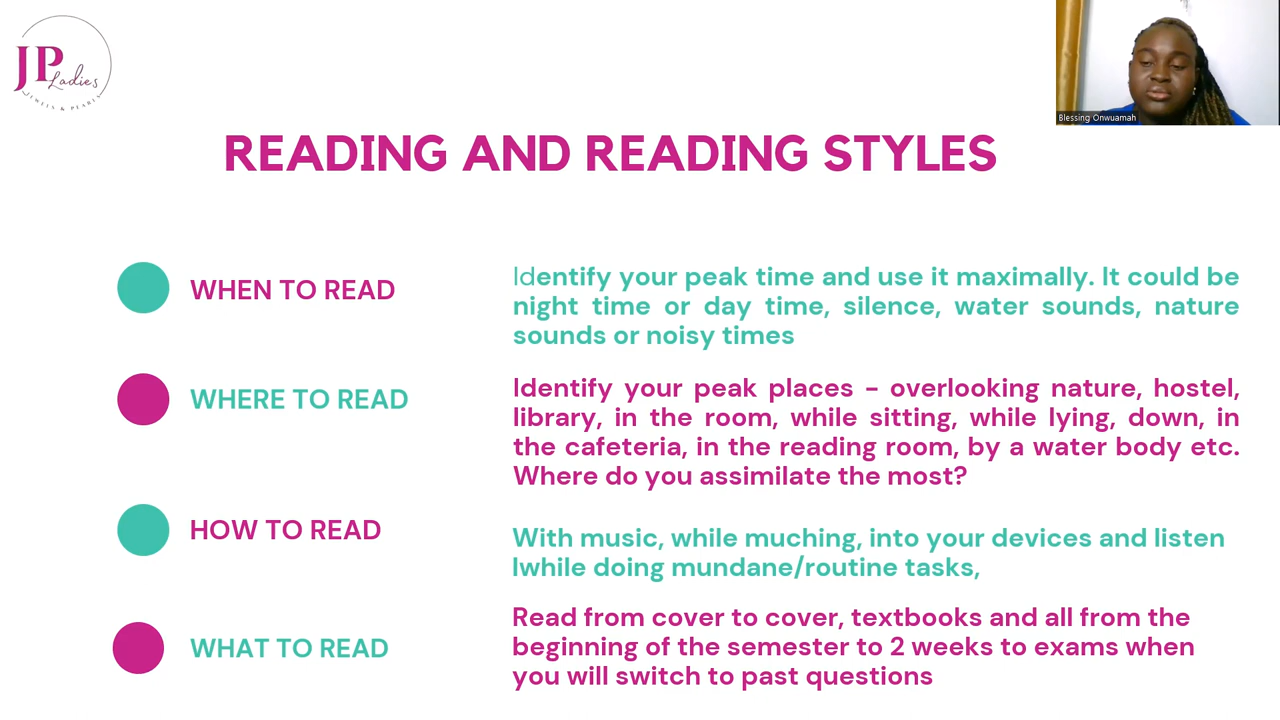 JP
Ladies
JEWELS & PEARLS
Blessing Onwuamah
READING AND READING STYLES
WHEN TO READ
Identify your peak time and use it maximally. It could be
night time or day time, silence, water sounds, nature
sounds or noisy times
WHERE TO READ
Identify your peak places - overlooking nature, hostel,
library, in the room, while sitting, while lying, down, in
the cafeteria, in the reading room, by a water body etc.
Where do you assimilate the most?
HOW TO READ
With music, while muching, into your devices and listen
lwhile doing mundane/routine tasks,
WHAT TO READ
Read from cover to cover, textbooks and all from the
beginning of the semester to 2 weeks to exams when
you will switch to past questions